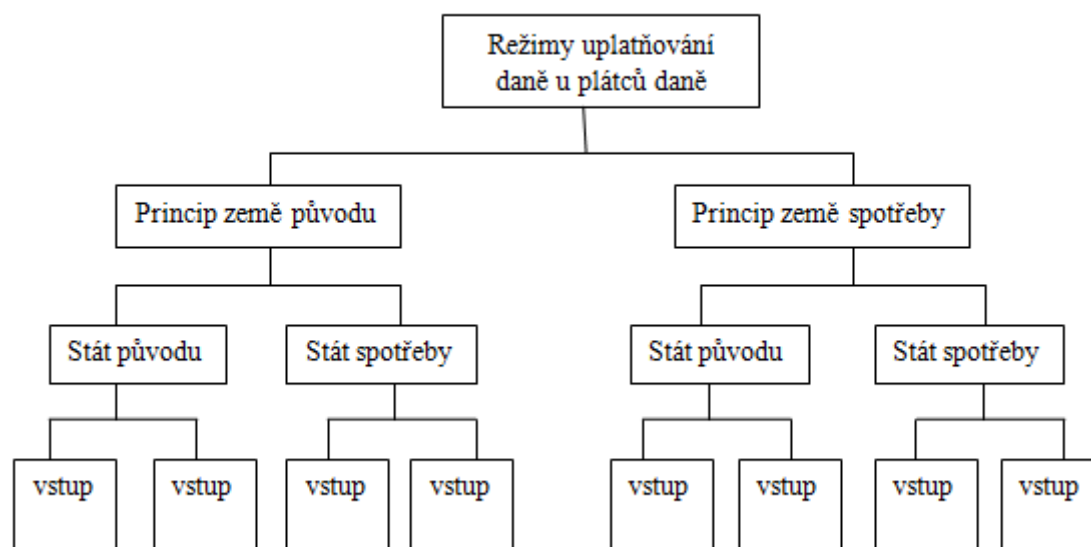 Režimy uplatňování
daně u plátců daně
Princip země původu
Princip země spotřeby
Stát původu
Stát spotřeby
Stát původu
Stát spotřeby
vstup
vstup
vstup
vstup
vstup
vstup
vstup
vstup